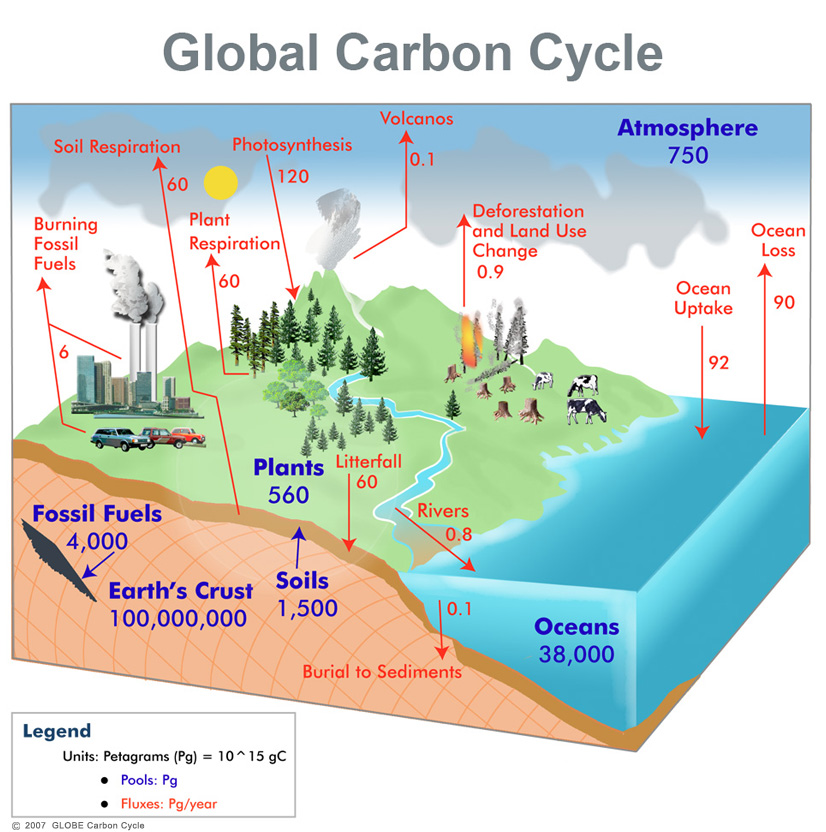 Global Carbon Cycle
Volcanos
0.1
Atmosphere
750
Soil Respiration
60
Photosynthesis
120
Plant
Respiration
60
Burning
Fossil
Fuels
6
Deforestation
and Land Use
Change
0.9
Ocean
Loss
90
Ocean
Uptake
92
Plants
560
Litterfall
60
Rivers
0.8
Fossil Fuels
4,000
Earth's Crust
100,000,000
Soils
1,500
0.1
Burial to Sediments
Oceans
38,000
Legend
Units: Petagrams (Pg) = 10^15 gC
● Pools: Pg
● Fluxes: Pg/year
© 2007 GLOBE Carbon Cycle